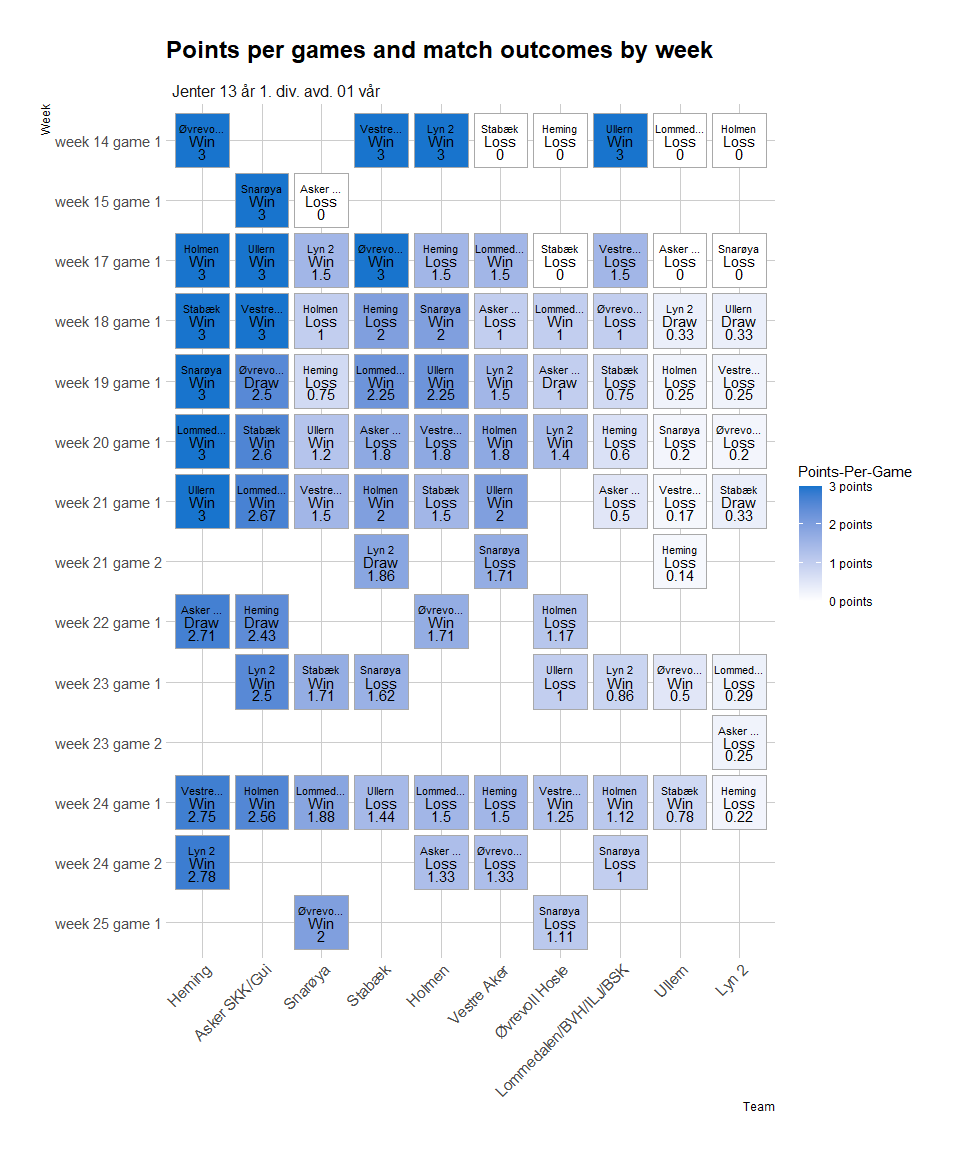 Points per games and match outcomes by week
Jenter 13 år 1. div. avd. 01 vår
Week
week 14 game 1
Øvrevo... Vestre... Lyn 2 Stabæk Heming Ullern Lommed... Holmen
Win Win Win Loss Loss Win Loss Loss
3 3 3 0 0 3 0 0
week 15 game 1
Snarøya Asker ...
Win Loss
3 0
week 17 game 1
Holmen Ullern Lyn 2 Øvrevo... Heming Lommed... Stabæk Vestre... Asker ... Snarøya
Win Win Win Win Loss Win Loss Loss Loss Loss
3 3 1.5 3 1.5 1.5 0 1.5 0 0
week 18 game 1
Stabæk Vestre... Holmen Heming Snarøya Asker ... Lommed... Øvrevo... Lyn 2 Ullern
Win Win Loss Loss Win Loss Win Loss Draw Draw
3 3 1 2 2 1 1 1 0.33 0.33
week 19 game 1
Snarøya Øvrevo... Heming Lommed... Ullern Lyn 2 Asker ... Stabæk Holmen Vestre...
Win Draw Loss Win Win Win Draw Loss Loss Loss
3 2.5 0.75 2.25 2.25 1.5 1 0.75 0.25 0.25
week 20 game 1
Lommed... Stabæk Ullern Asker ... Vestre... Holmen Lyn 2 Heming Snarøya Øvrevo...
Win Win Win Loss Loss Win Win Loss Loss Loss
3 2.6 1.2 1.8 1.8 1.8 1.4 0.6 0.2 0.2
week 21 game 1
Ullern Lommed... Vestre... Holmen Stabæk Ullern Asker ... Vestre... Stabæk
Win Win Win Win Loss Win Loss Loss Draw
3 2.67 1.5 2 1.5 2 0.5 0.17 0.33
week 21 game 2
Lyn 2 Snarøya Heming
Draw Loss Loss
1.86 1.71 0.14
week 22 game 1
Asker ... Heming Øvrevo... Holmen
Draw Draw Win Loss
2.71 2.43 1.71 1.17
week 23 game 1
Lyn 2 Stabæk Snarøya Ullern Lyn 2 Øvrevo... Lommed...
Win Win Loss Loss Win Win Loss
2.5 1.71 1.62 1 0.86 0.5 0.29
week 23 game 2
Asker ...
Loss
0.25
week 24 game 1
Vestre... Holmen Lommed... Ullern Lommed... Heming Vestre... Holmen Stabæk Heming
Win Win Win Loss Loss Loss Win Win Win Loss
2.75 2.56 1.88 1.44 1.5 1.5 1.25 1.12 0.78 0.22
week 24 game 2
Lyn 2 Asker ... Øvrevo... Snarøya
Win Loss Loss Loss
2.78 1.33 1.33 1
week 25 game 1
Øvrevo... Snarøya
Win Loss
2 1.11
Heming
Asker SKK/Gui
Snarøya
Stabæk
Holmen
Vestre Aker
Øvrevoll Hosle
Lommedalen/BVH/ILJ/BSK
Ullern
Lyn 2
Team
Points-Per-Game
3 points
2 points
1 points
0 points